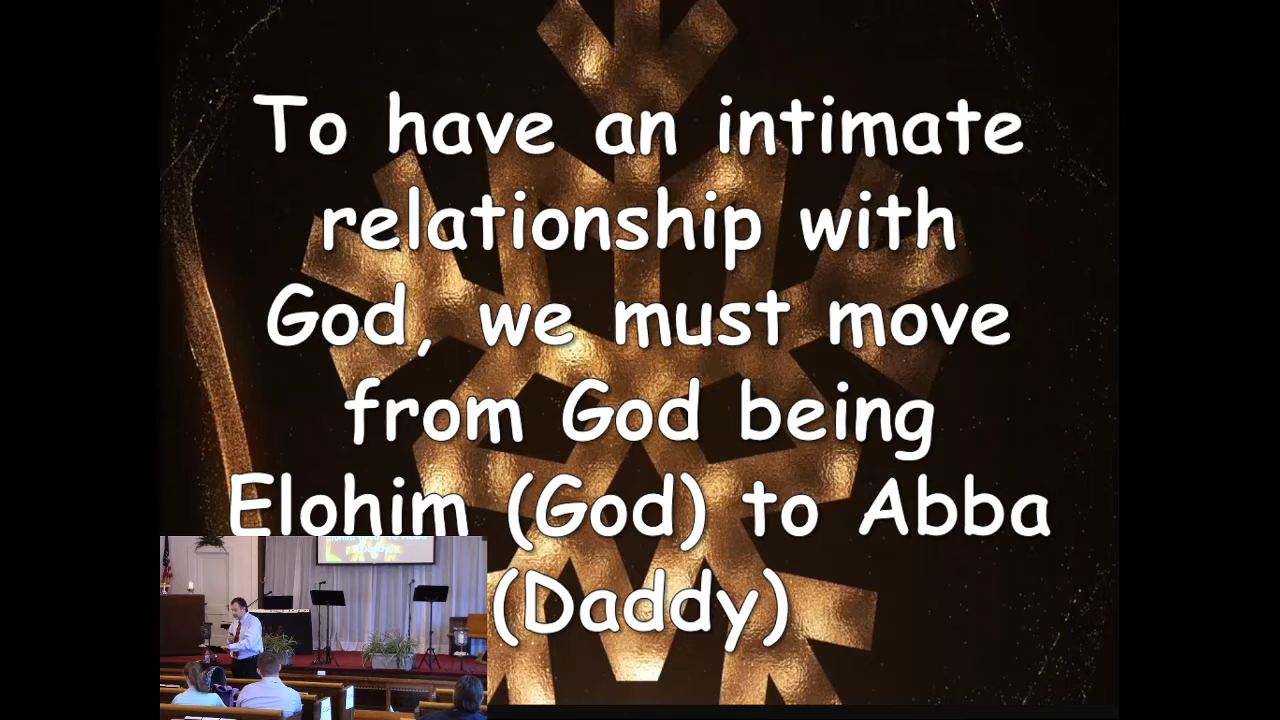 To have an intimate
relationship with
God, we must move
from God being
Elohim (God) to Abba
(Daddy)